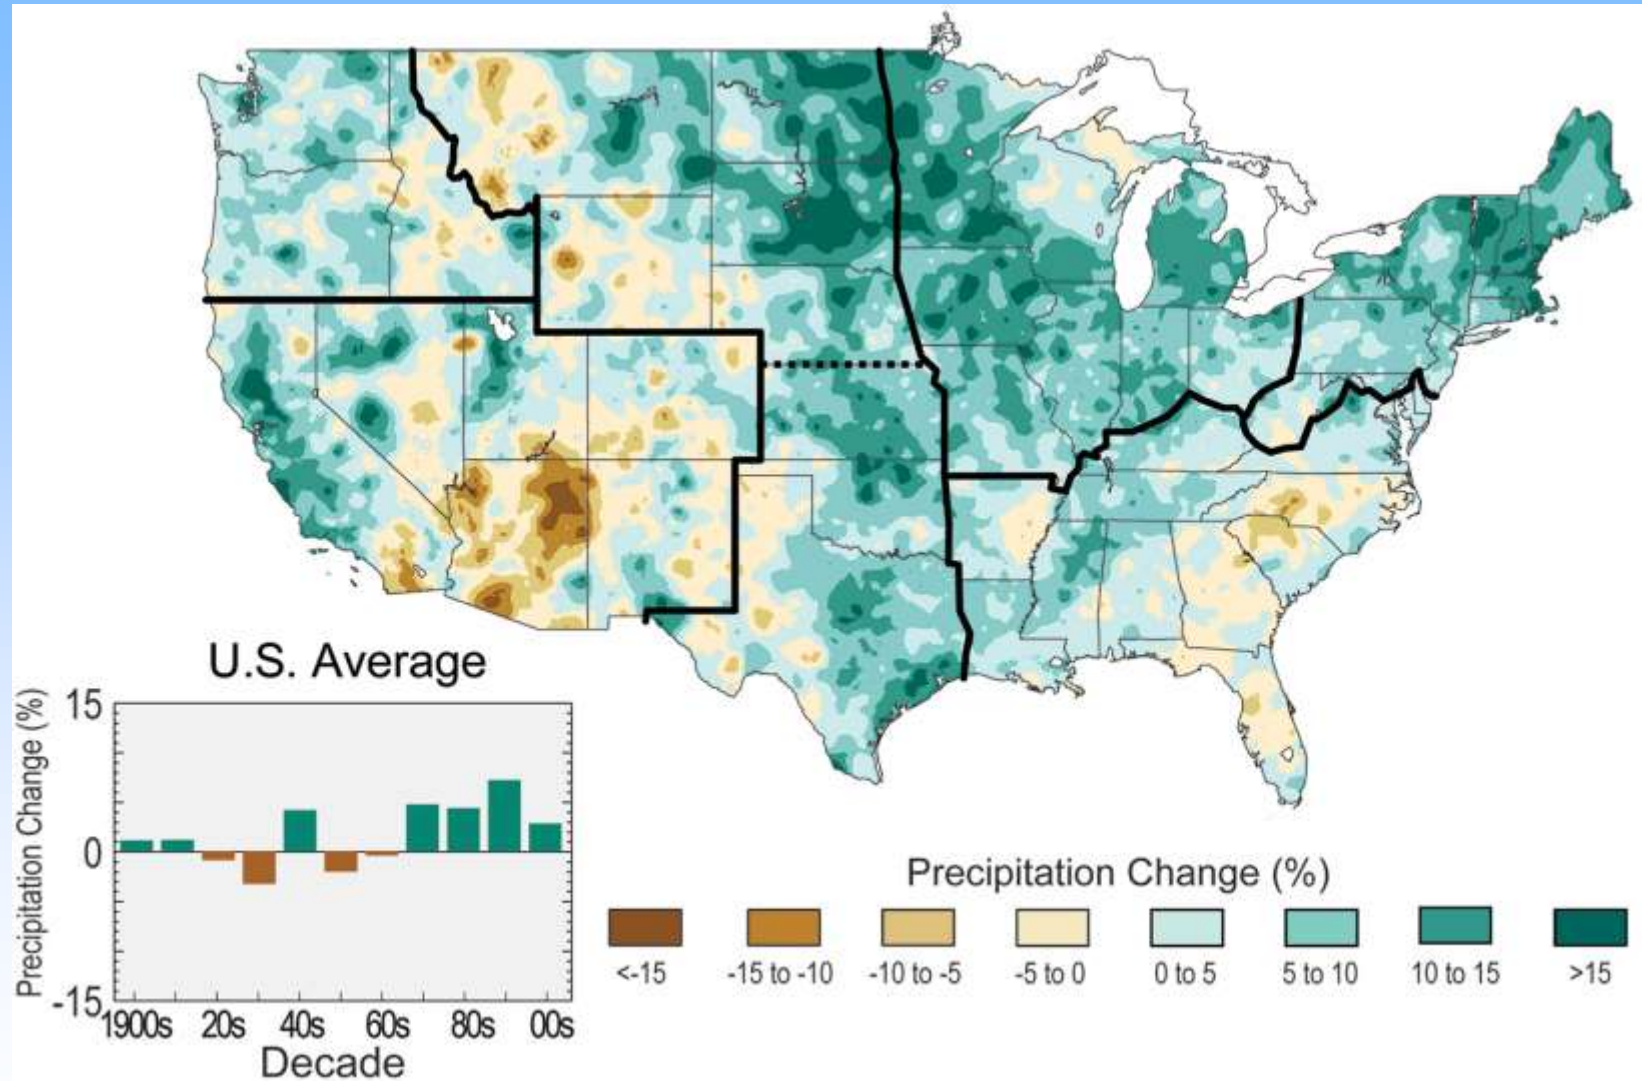 U.S. Average
Precipitation Change (%)
15
0
-15
1900s 20s 40s 60s 80s 00s
Decade
Precipitation Change (%)
<-15 -15 to -10 -10 to -5 -5 to 0 0 to 5 5 to 10 10 to 15 >15